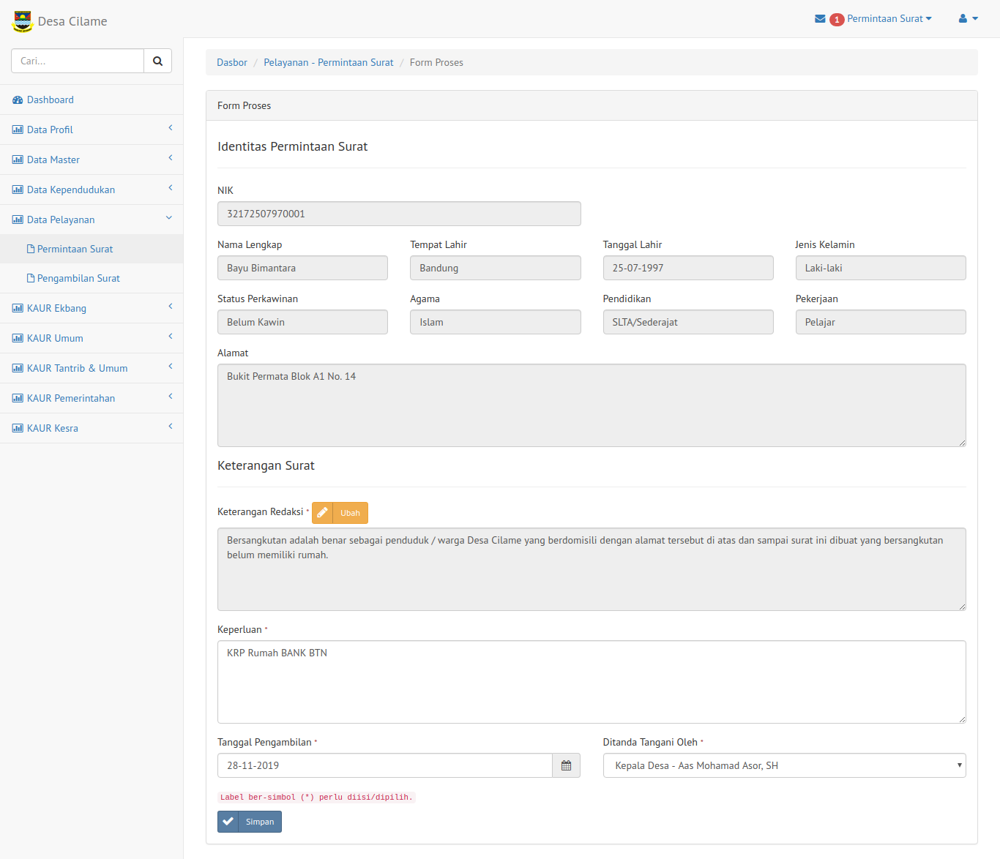 Desa Cilame
1 Permintaan Surat
Cari...
Dashboard
Data Profil
Data Master
Data Kependudukan
Data Pelayanan
Permintaan Surat
Pengambilan Surat
KAUR Ekbang
KAUR Umum
KAUR Tantrib & Umum
KAUR Pemerintahan
KAUR Kesra
Dasbor / Pelayanan - Permintaan Surat / Form Proses
Form Proses
Identitas Permintaan Surat
NIK
32172507970001
Nama Lengkap Tempat Lahir Tanggal Lahir Jenis Kelamin
Bayu Bimantara Bandung 25-07-1997 Laki-laki
Status Perkawinan Agama Pendidikan Pekerjaan
Belum Kawin Islam SLTA/Sederajat Pelajar
Alamat
Bukit Permata Blok A1 No. 14
Keterangan Surat
Keterangan Redaksi * Ubah
Bersangkutan adalah benar sebagai penduduk / warga Desa Cilame yang berdomisili dengan alamat tersebut di atas dan sampai surat ini dibuat yang bersangkutan
belum memiliki rumah.
Keperluan *
KRP Rumah BANK BTN
Tanggal Pengambilan * Ditanda Tangani Oleh *
28-11-2019 Kepala Desa - Aas Mohamad Asor, SH
Label ber-simbol (*) perlu diisi/dipilih.
Simpan